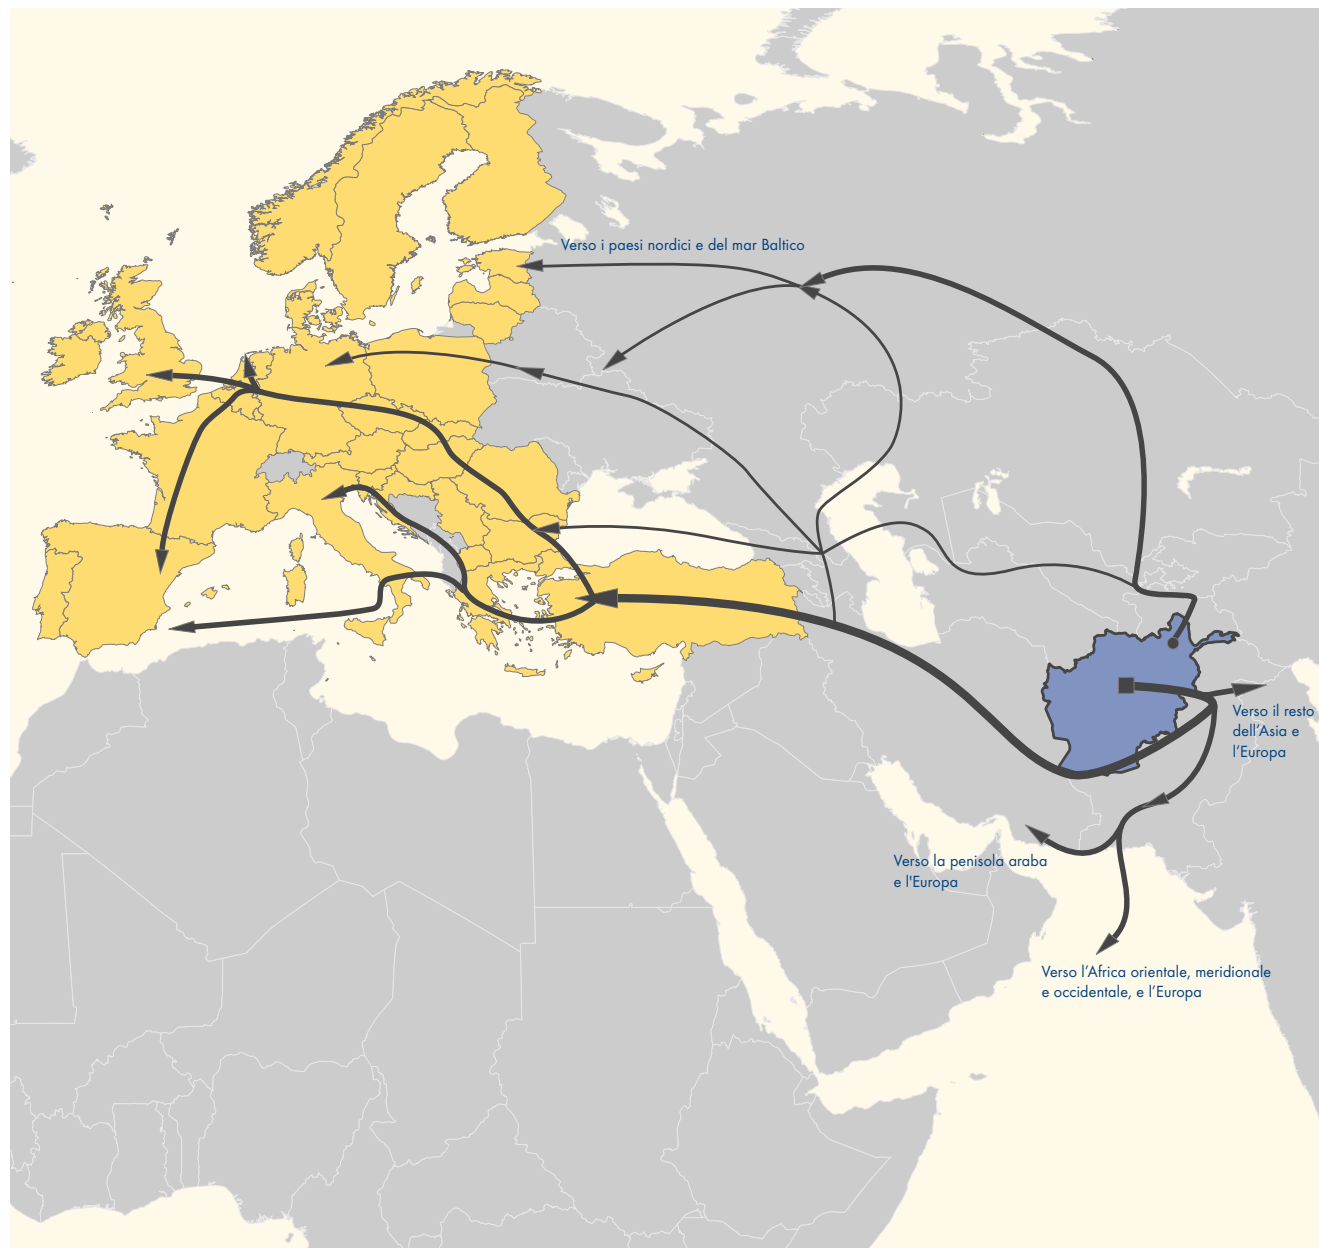 Verso i paesi nordici e del mar Baltico
Verso il resto
dell’Asia e
l’Europa
Verso la penisola araba
e l'Europa
Verso l’Africa orientale, meridionale
e occidentale, e l’Europa